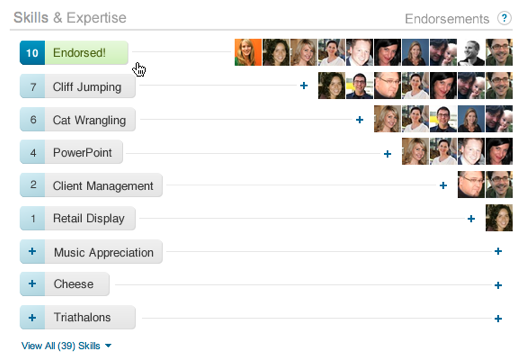 Skills & Expertise Endorsements ?
10 Endorsed!
7 Cliff Jumping +
6 Cat Wrangling +
4 PowerPoint +
2 Client Management +
1 Retail Display +
+ Music Appreciation +
+ Cheese +
+ Triathalons +
View All (39) Skills